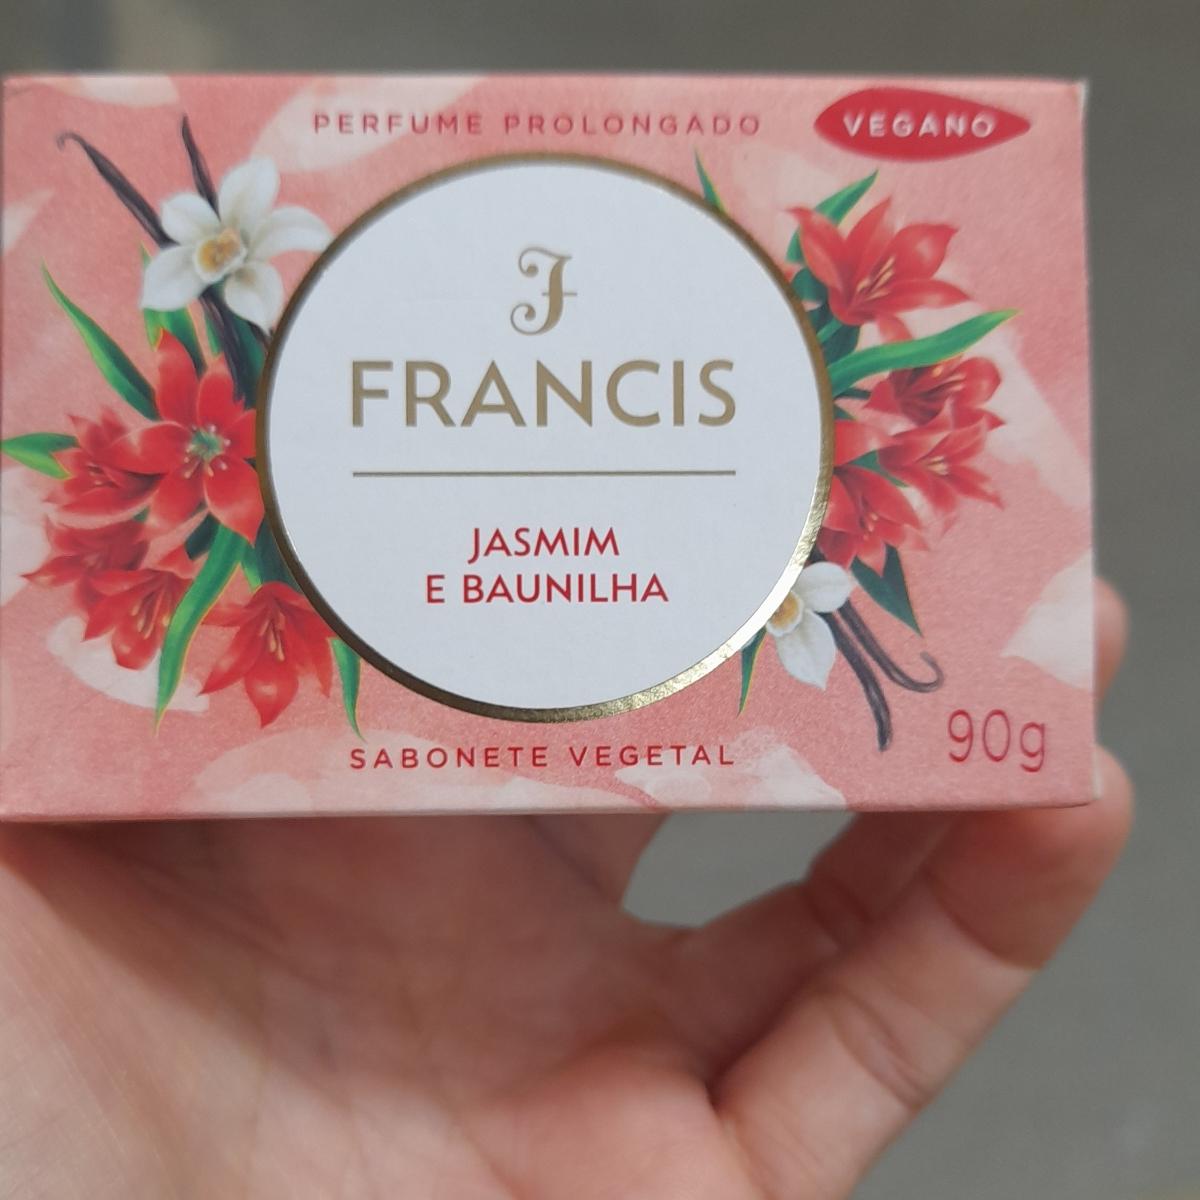 PERFUME PROLONGADO
VEGANO
F
FRANCIS
JASMIM
E BAUNILHA
SABONETE VEGETAL
90g